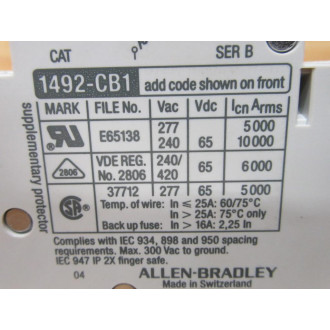 CAT SER B
1492-CB1 add code shown on front
MARK FILE No. Vac Vdc Icn Arms
E65138 277 240 65 5000 10000
2806 VDE REG. No. 2806 240/ 420 65 6000
37712 277 65 5000
Temp. of wire: In ≤ 25A: 60/75°C
In > 25A: 75°C only
Back up fuse: In > 16A: 2,25 In
supplementary protector
Complies with IEC 934, 898 and 950 spacing
requirements. Max. 300 Vac to ground.
IEC 947 IP 2X finger safe.
04 ALLEN-BRADLEY
Made in Switzerland